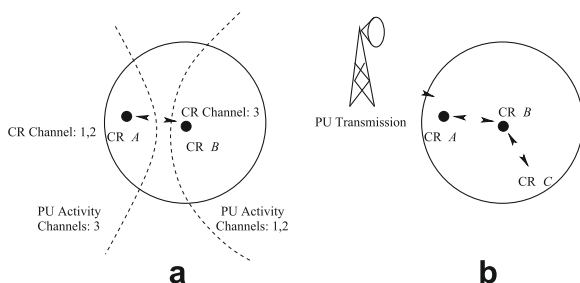 CR Channel: 1,2
CR A
CR Channel: 3
CR B
PU Activity
Channels: 3
PU Activity
Channels: 1,2
a
PU Transmission
CR A
CR B
CR C
b